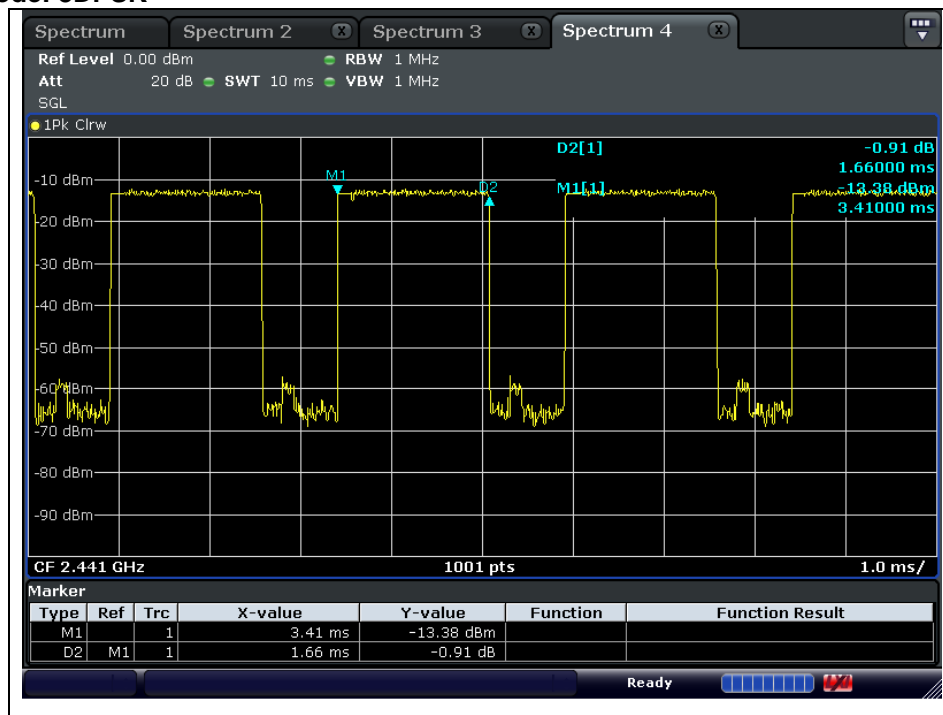 Spectrum Spectrum 2 X Spectrum 3 X Spectrum 4 X
Ref Level 0.00 dBm RBW 1 MHz
Att 20 dB SWT 10 ms VBW 1 MHz
SGL
1Pk Clrw
D2[1] -0.91 dB
1.66000 ms
M1[1] -13.38 dBm
3.41000 ms
M1
D2
-10 dBm
-20 dBm
-30 dBm
-40 dBm
-50 dBm
-60 dBm
-70 dBm
-80 dBm
-90 dBm
CF 2.441 GHz 1001 pts 1.0 ms/
Marker
Type Ref Trc X-value Y-value Function Function Result
M1 1 3.41 ms -13.38 dBm
D2 M1 1 1.66 ms -0.91 dB
Ready